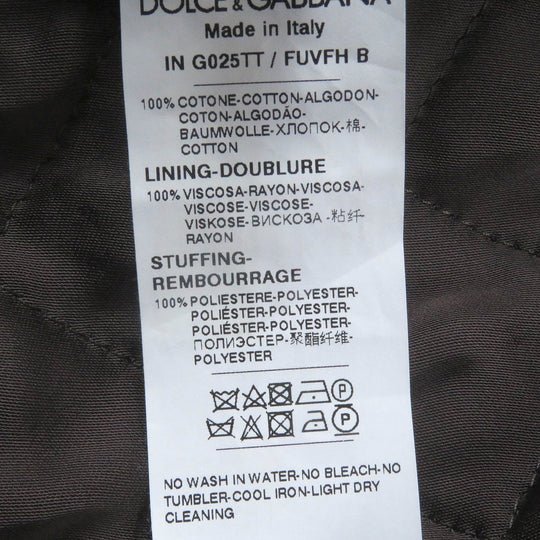 DOLCE & GABBANA
Made in Italy
IN G025TT / FUVFH B
100% COTONE-COTTON-ALGODON-
COTON-ALGODÃO-
BAUMWOLLE-ХЛОПОК-棉-
COTTON
LINING-DOUBLURE
100% VISCOSA-RAYON-VISCOSA-
VISCOSE-VISCOSE-
VISKOSE-ВИСКОЗА-粘纤-
RAYON
STUFFING-
REMBOURRAGE
100% POLIESTERE-POLYESTER-
POLIÉSTER-POLYESTER-
POLIÉSTER-POLYESTER-
ПОЛИЭСТЕР-聚酯纤维-
POLYESTER
P
P
NO WASH IN WATER-NO BLEACH-NO
TUMBLER-COOL IRON-LIGHT DRY
CLEANING